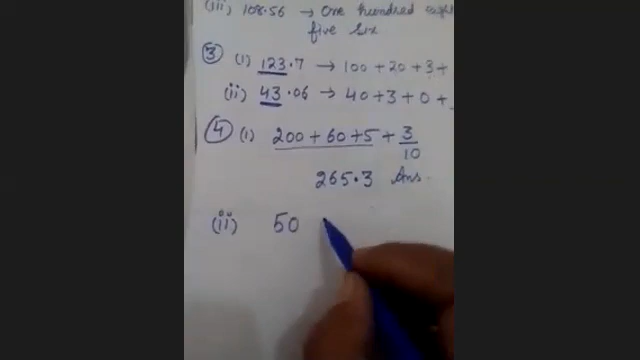 (iii) 108.56 → One hundred eight
five six
③ (i) 123.7 → 100 + 20 + 3 +
(ii) 43.06 → 40 + 3 + 0 +
④ (i) 200 + 60 + 5 + 3/10
265.3 Ans.
(ii) 50